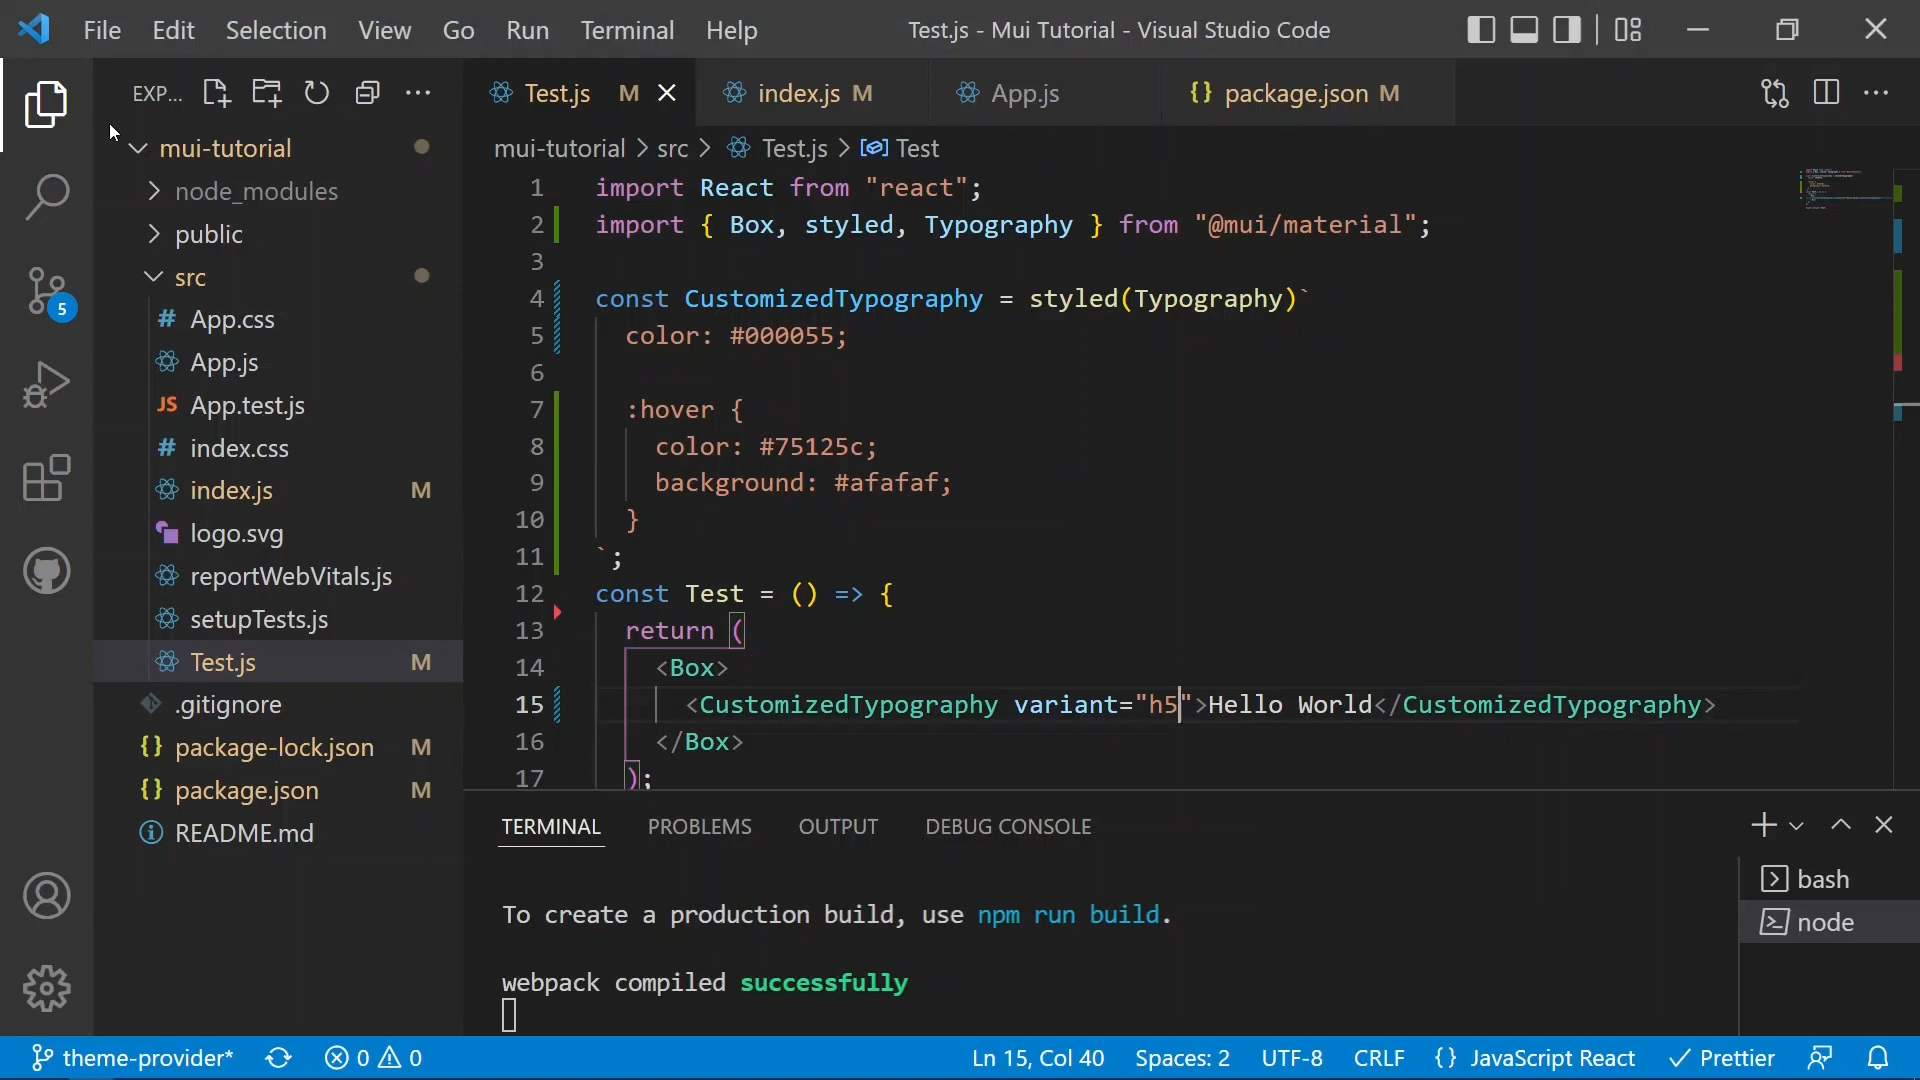 File Edit Selection View Go Run Terminal Help Test.js - Mui Tutorial - Visual Studio Code
EXP...
Test.js M index.js M App.js {} package.json M
mui-tutorial
node_modules
public
src
# App.css
App.js
JS App.test.js
# index.css
index.js M
logo.svg
reportWebVitals.js
setupTests.js
Test.js M
.gitignore
{} package-lock.json M
{} package.json M
README.md
5
mui-tutorial > src > Test.js > Test
1 import React from "react";
2 import { Box, styled, Typography } from "@mui/material";
3
4 const CustomizedTypography = styled(Typography)`
5 color: #000055;
6
7 :hover {
8 color: #75125c;
9 background: #afafaf;
10 }
11 `;
12 const Test = () => {
13 return (
14 <Box>
15 <CustomizedTypography variant="h5">Hello World</CustomizedTypography>
16 </Box>
17 );
TERMINAL PROBLEMS OUTPUT DEBUG CONSOLE
To create a production build, use npm run build.
webpack compiled successfully
bash
node
theme-provider* 0 0 Ln 15, Col 40 Spaces: 2 UTF-8 CRLF {} JavaScript React Prettier